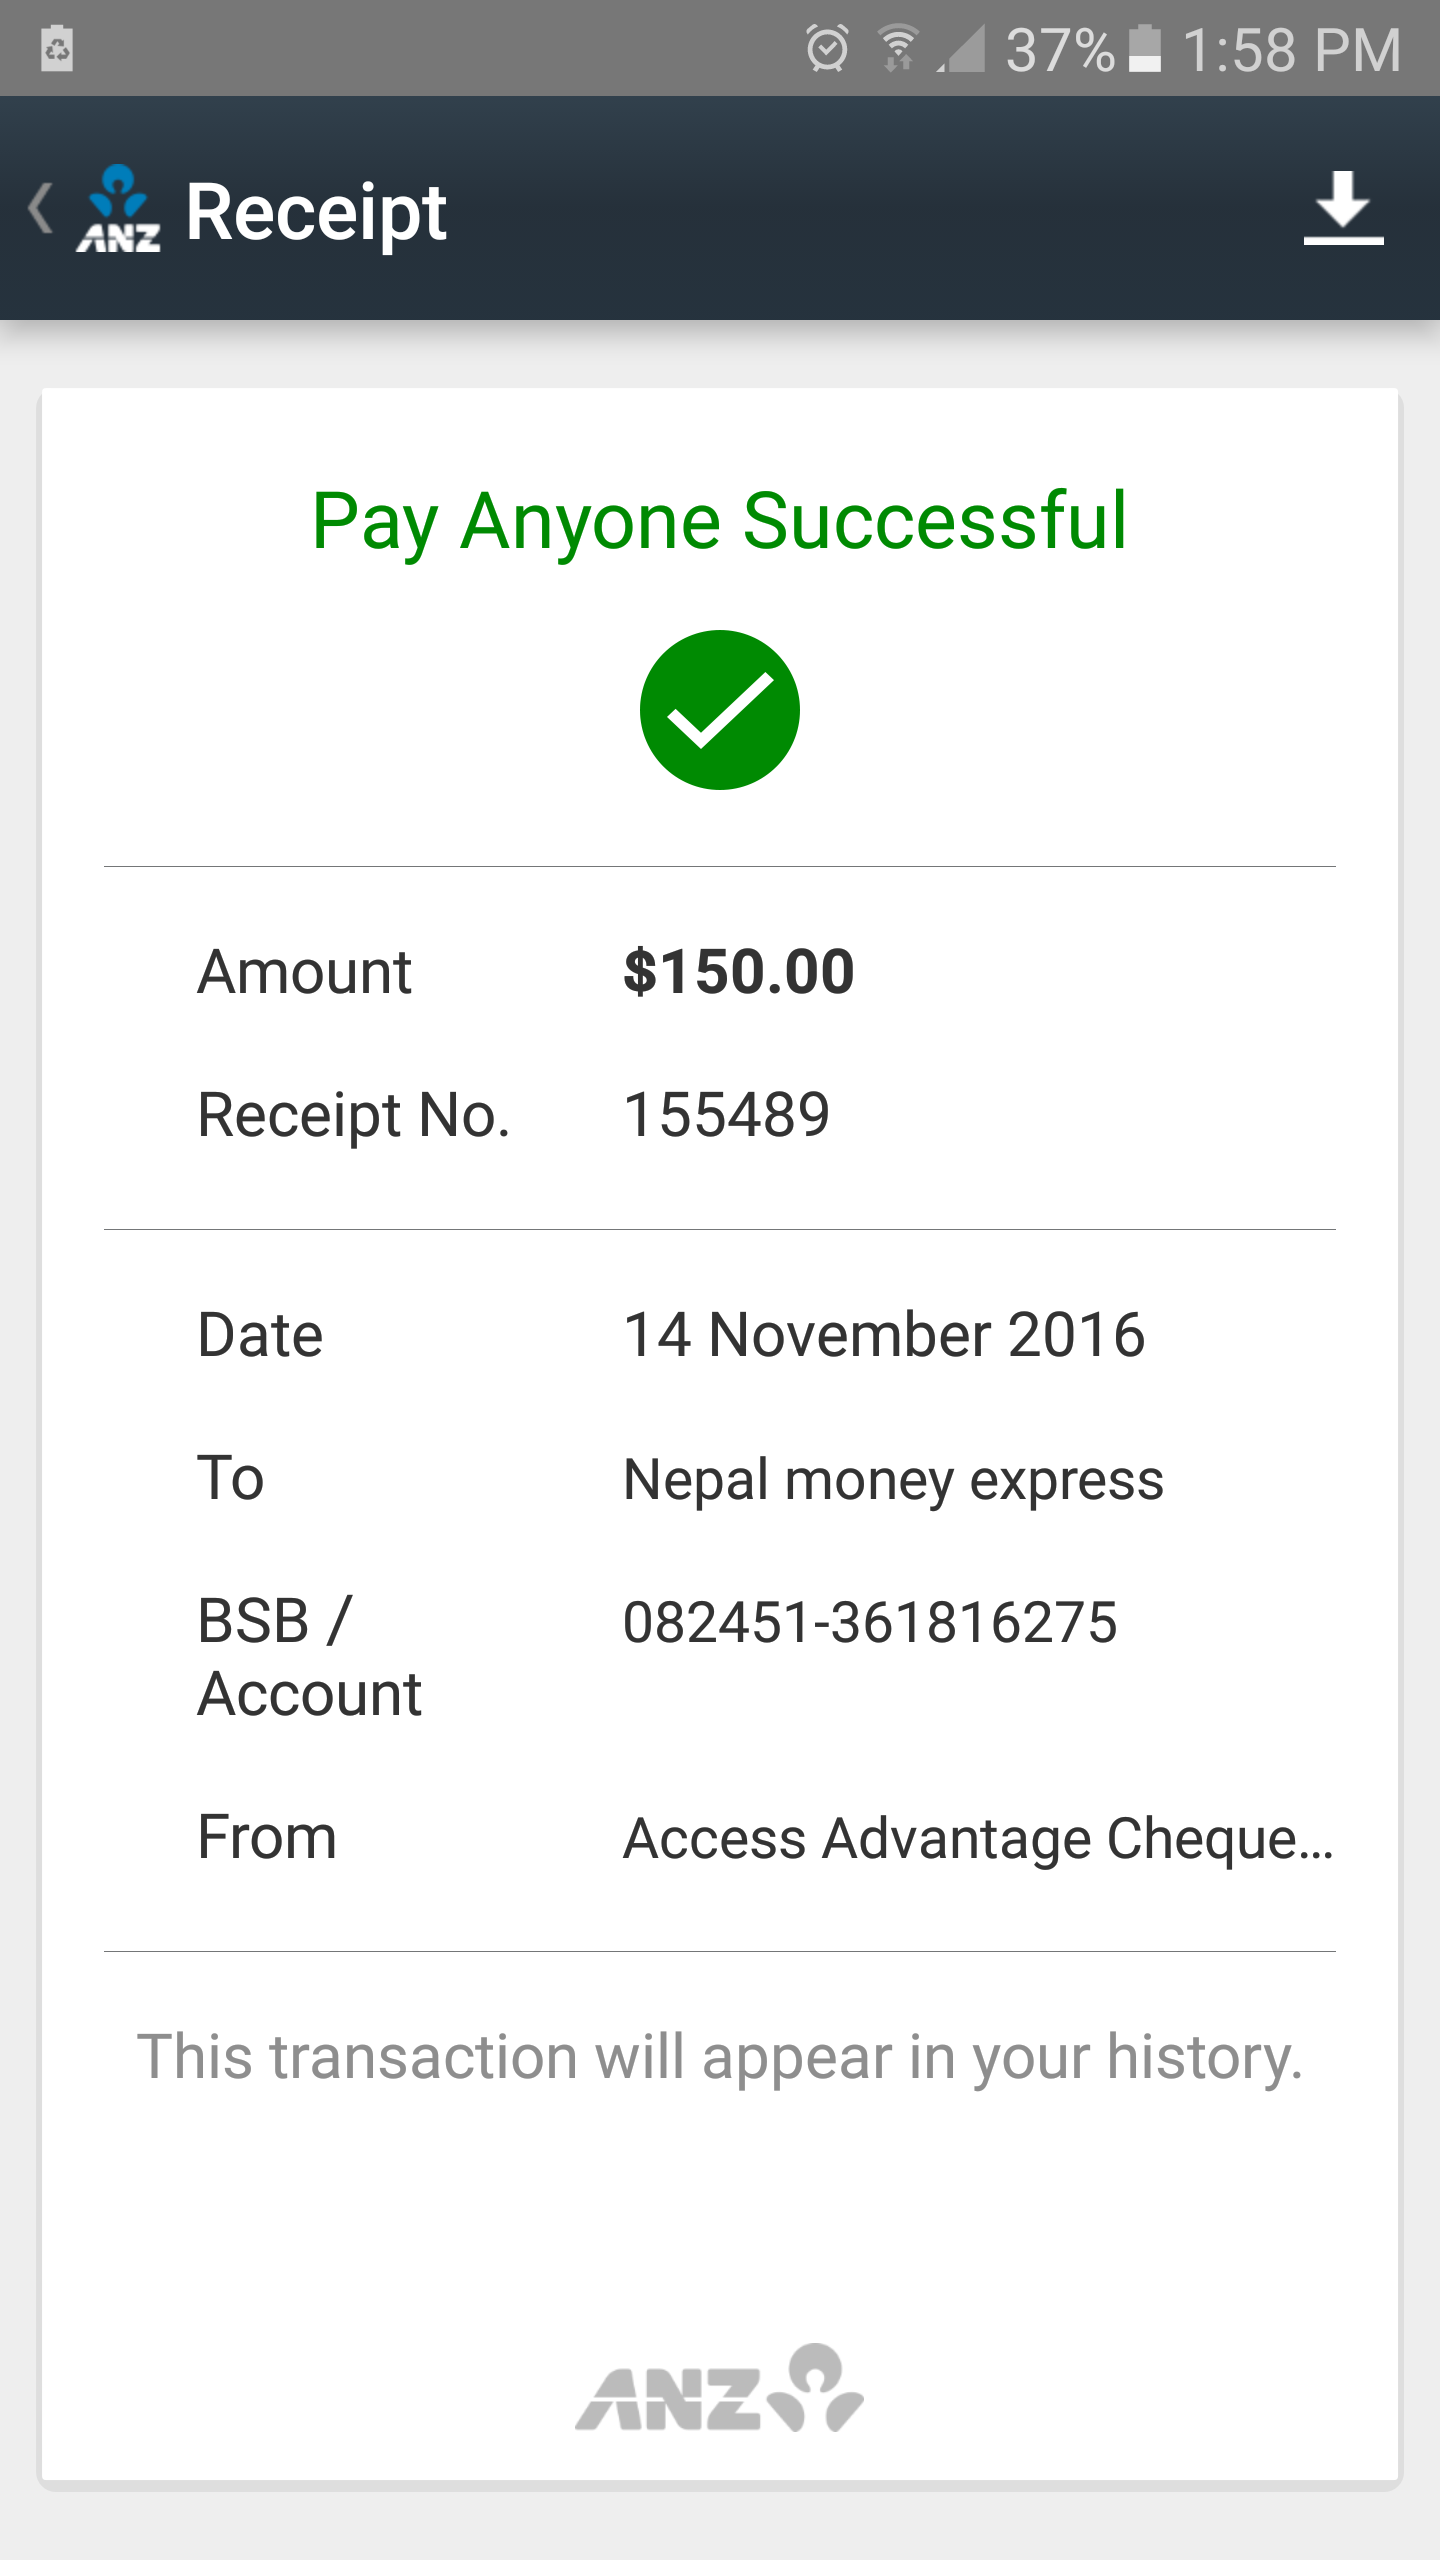 37% 1:58 PM
ANZ Receipt
Pay Anyone Successful
Amount $150.00
Receipt No. 155489
Date 14 November 2016
To Nepal money express
BSB / 082451-361816275
Account
From Access Advantage Cheque...
This transaction will appear in your history.
ANZ